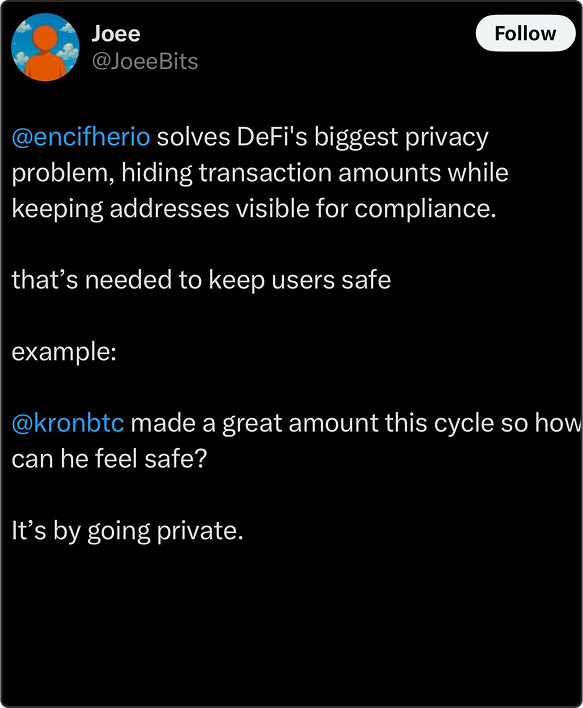 Joee
Follow
@JoeeBits
@encifherio solves DeFi's biggest privacy
problem, hiding transaction amounts while
keeping addresses visible for compliance.
that’s needed to keep users safe
example:
@kronbtc made a great amount this cycle so how
can he feel safe?
It’s by going private.